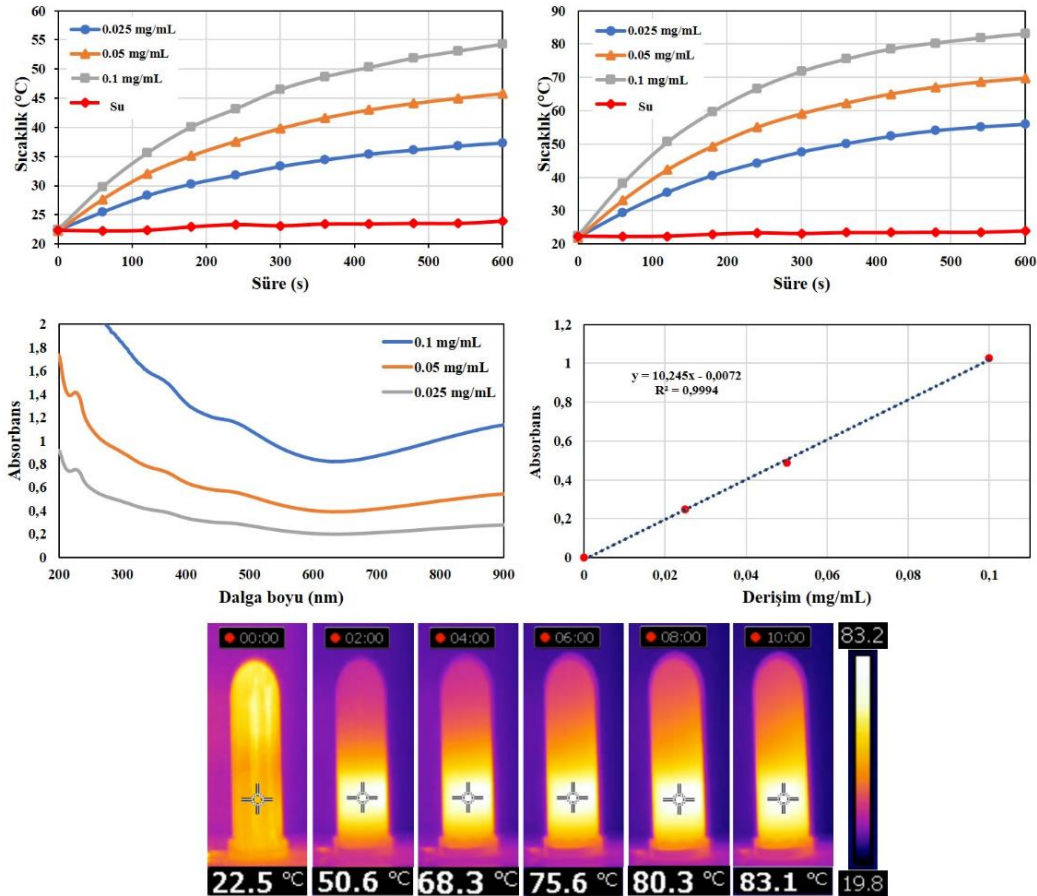 60
55
50
45
40
35
30
25
20
Sıcaklık (°C)
0.025 mg/mL
0.05 mg/mL
0.1 mg/mL
Su
0 100 200 300 400 500 600
Süre (s)
90
80
70
60
50
40
30
20
Sıcaklık (°C)
0.025 mg/mL
0.05 mg/mL
0.1 mg/mL
Su
0 100 200 300 400 500 600
Süre (s)
2
1,8
1,6
1,4
1,2
1
0,8
0,6
0,4
0,2
0
Absorbans
0.1 mg/mL
0.05 mg/mL
0.025 mg/mL
200 300 400 500 600 700 800 900
Dalga boyu (nm)
1,2
1
0,8
0,6
0,4
0,2
0
Absorbans
y = 10,245x - 0,0072
R² = 0,9994
0 0,02 0,04 0,06 0,08 0,1
Derişim (mg/mL)
00:00 02:00 04:00 06:00 08:00 10:00 83.2
22.5 °C 50.6 °C 68.3 °C 75.6 °C 80.3 °C 83.1 °C 19.8